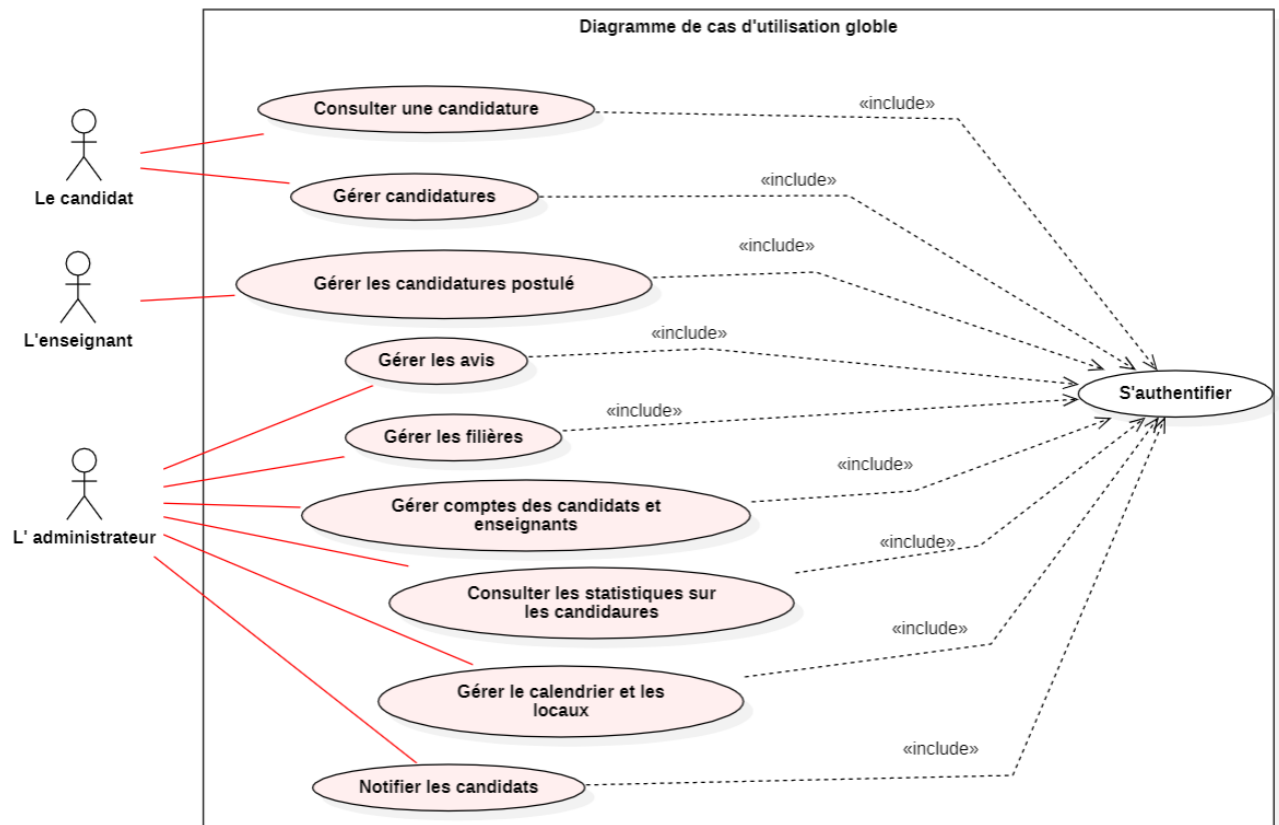 Diagramme de cas d'utilisation globle
Consulter une candidature
«include»
Le candidat
Gérer candidatures
«include»
Gérer les candidatures postulé
«include»
L'enseignant
Gérer les avis
«include»
S'authentifier
Gérer les filières
«include»
L' administrateur
Gérer comptes des candidats et
enseignants
«include»
Consulter les statistiques sur
les candidaures
«include»
Gérer le calendrier et les
locaux
«include»
Notifier les candidats
«include»